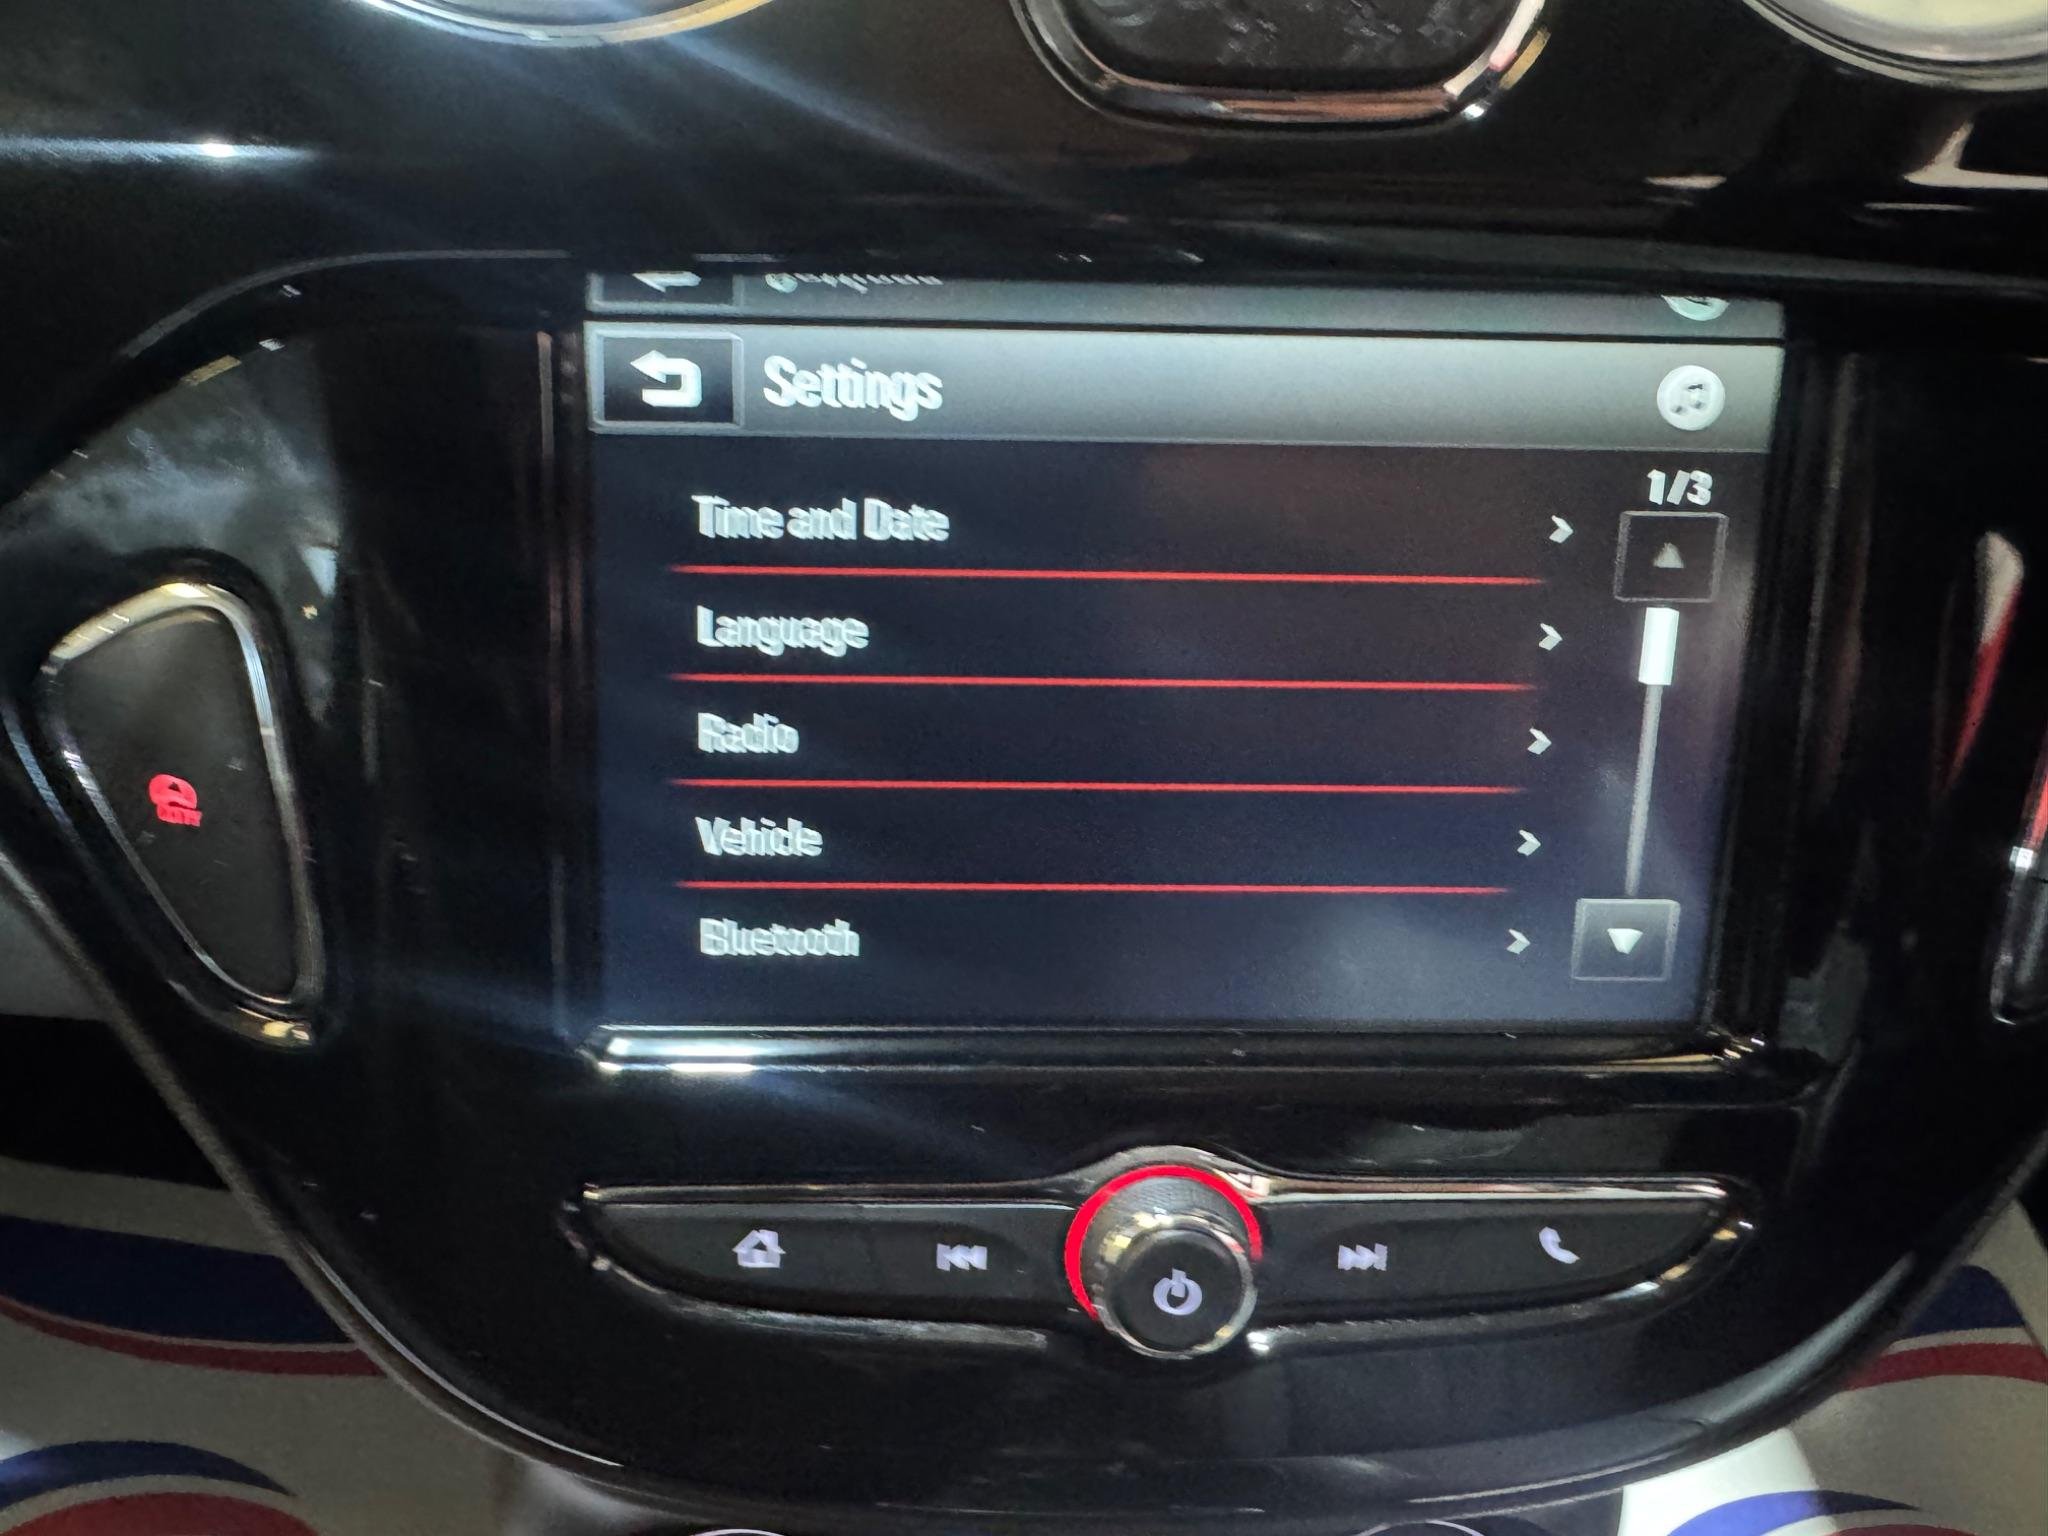 Settings
1/3
Time and Date
Language
Radio
Vehicle
Bluetooth